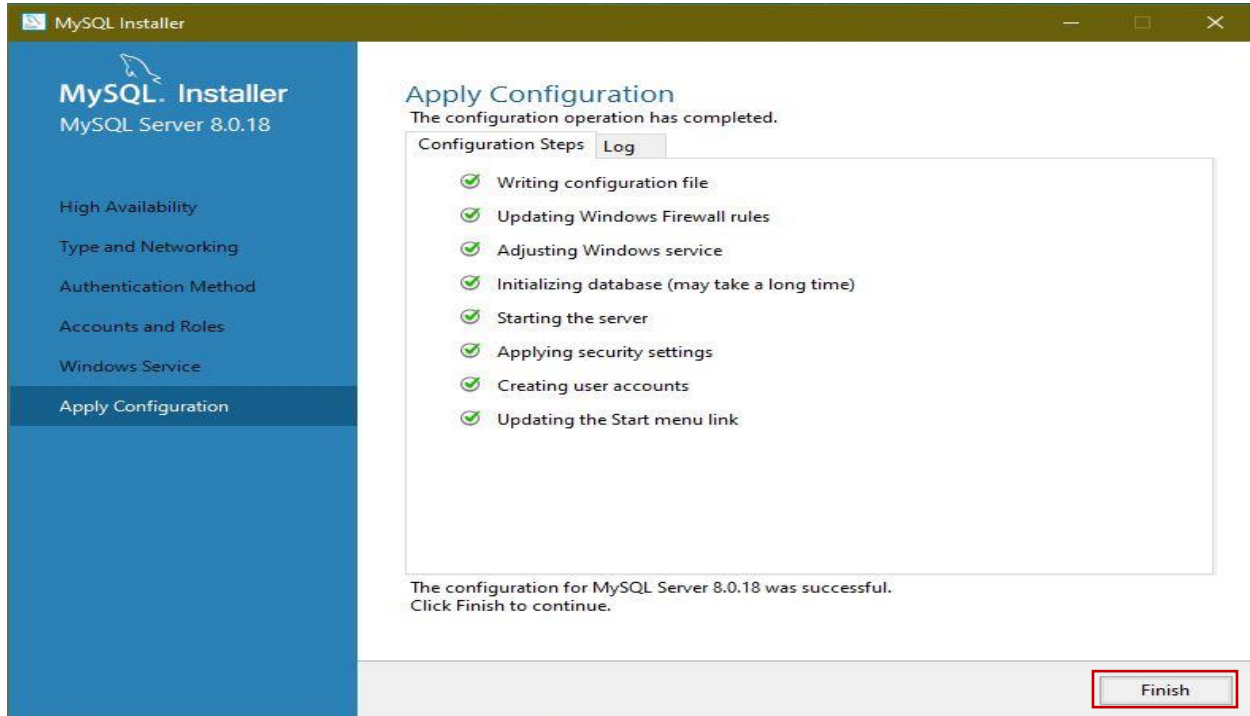 MySQL Installer
MySQL. Installer
MySQL Server 8.0.18
High Availability
Type and Networking
Authentication Method
Accounts and Roles
Windows Service
Apply Configuration
Apply Configuration
The configuration operation has completed.
Configuration Steps Log
Writing configuration file
Updating Windows Firewall rules
Adjusting Windows service
Initializing database (may take a long time)
Starting the server
Applying security settings
Creating user accounts
Updating the Start menu link
The configuration for MySQL Server 8.0.18 was successful.
Click Finish to continue.
Finish